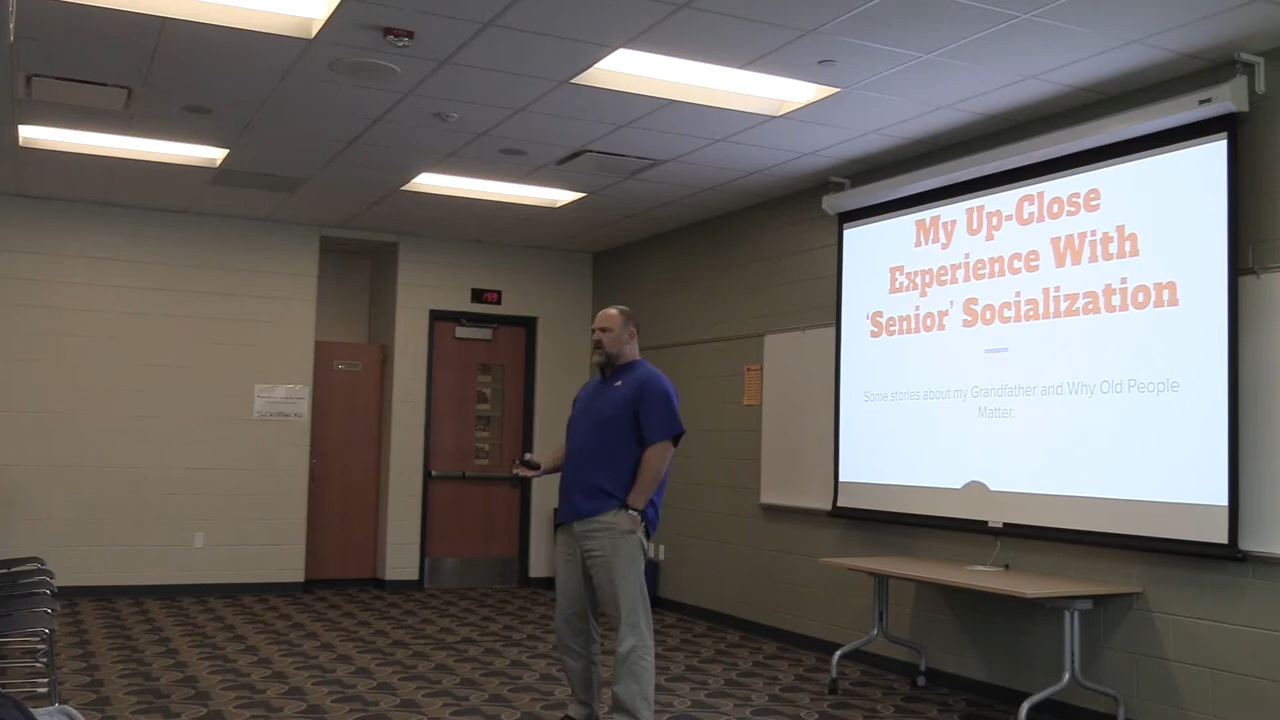 My Up-Close
Experience With
'Senior' Socialization
Some stories about my Grandfather and Why Old People
Matter.